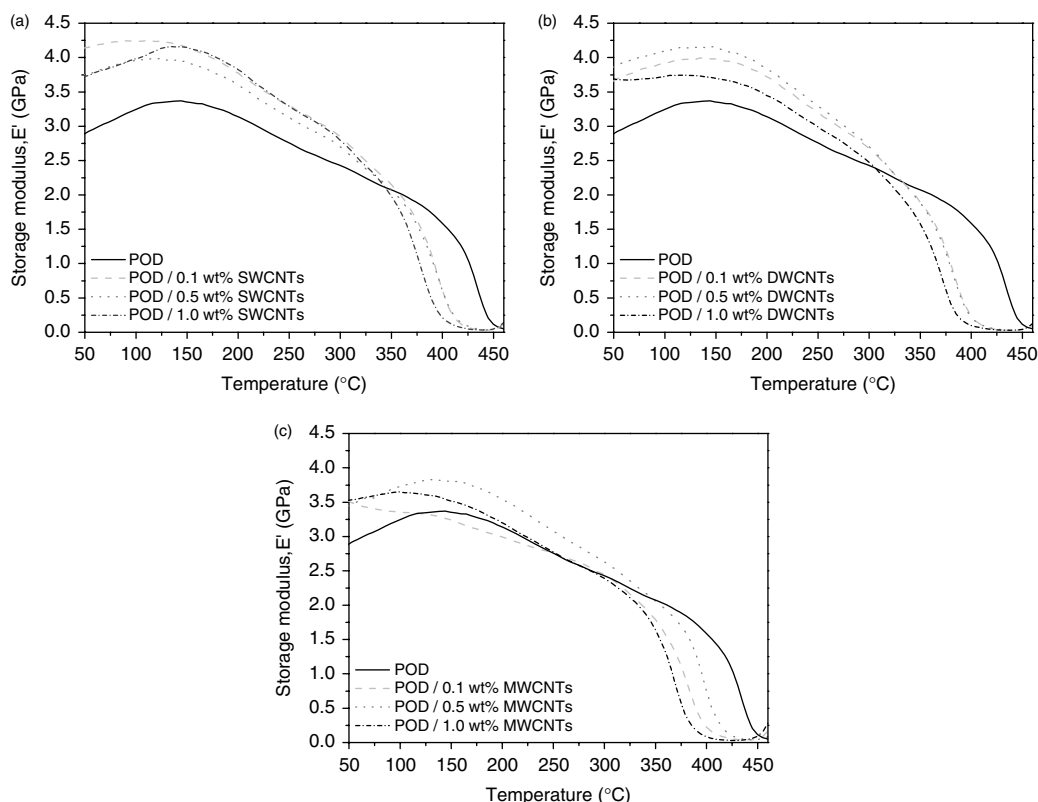 (a)
Storage modulus,E' (GPa)
4.5
4.0
3.5
3.0
2.5
2.0
1.5
1.0
0.5
0.0
POD
POD / 0.1 wt% SWCNTs
POD / 0.5 wt% SWCNTs
POD / 1.0 wt% SWCNTs
50 100 150 200 250 300 350 400 450
Temperature (°C)
(b)
Storage modulus,E' (GPa)
4.5
4.0
3.5
3.0
2.5
2.0
1.5
1.0
0.5
0.0
POD
POD / 0.1 wt% DWCNTs
POD / 0.5 wt% DWCNTs
POD / 1.0 wt% DWCNTs
50 100 150 200 250 300 350 400 450
Temperature (°C)
(c)
Storage modulus,E' (GPa)
4.5
4.0
3.5
3.0
2.5
2.0
1.5
1.0
0.5
0.0
POD
POD / 0.1 wt% MWCNTs
POD / 0.5 wt% MWCNTs
POD / 1.0 wt% MWCNTs
50 100 150 200 250 300 350 400 450
Temperature (°C)